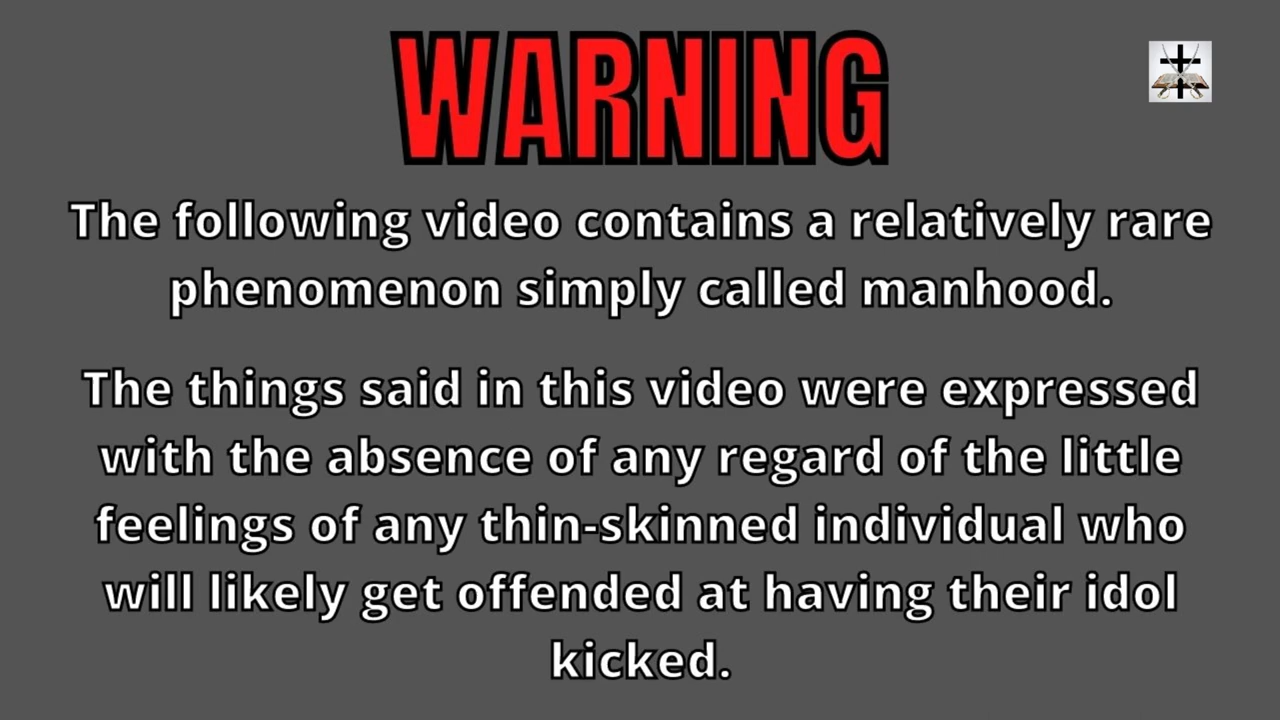 WARNING
The following video contains a relatively rare
phenomenon simply called manhood.
The things said in this video were expressed
with the absence of any regard of the little
feelings of any thin-skinned individual who
will likely get offended at having their idol
kicked.